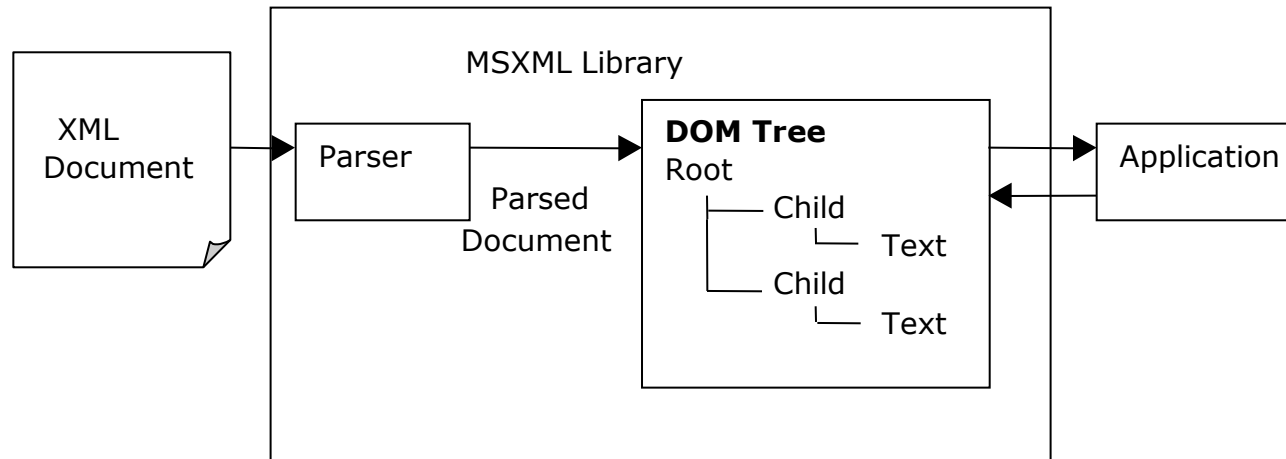 MSXML Library
XML
Document
Parser
Parsed
Document
DOM Tree
Root
Child
Text
Child
Text
Application